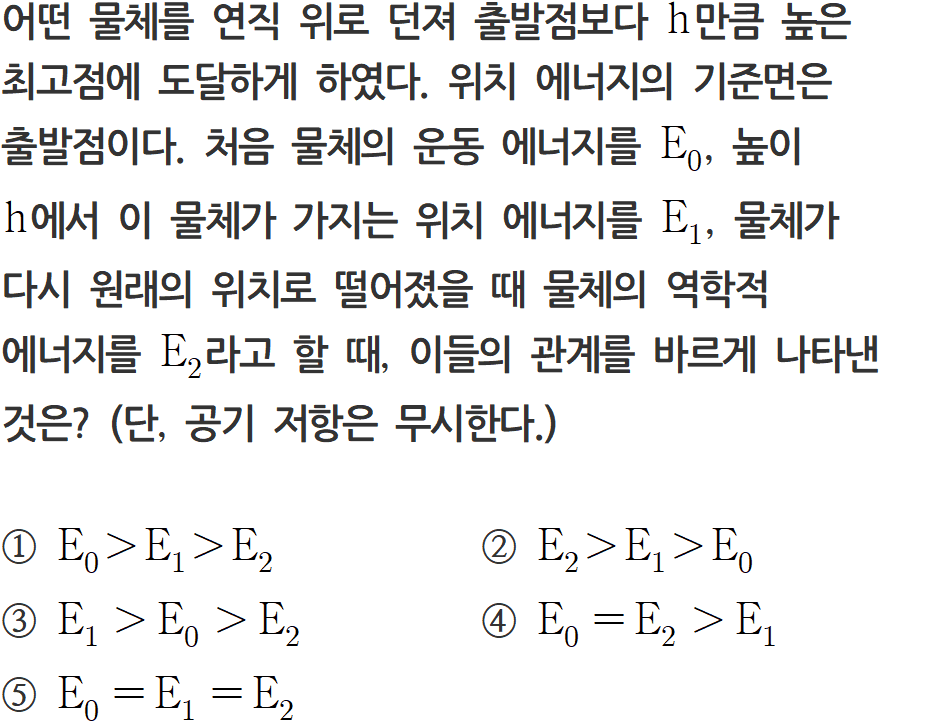 어떤 물체를 연직 위로 던져 출발점보다 h만큼 높은
최고점에 도달하게 하였다. 위치 에너지의 기준면은
출발점이다. 처음 물체의 운동 에너지를 E₀, 높이
h에서 이 물체가 가지는 위치 에너지를 E₁, 물체가
다시 원래의 위치로 떨어졌을 때 물체의 역학적
에너지를 E₂라고 할 때, 이들의 관계를 바르게 나타낸
것은? (단, 공기 저항은 무시한다.)
① E₀ > E₁ > E₂ ② E₂ > E₁ > E₀
③ E₁ > E₀ > E₂ ④ E₀ = E₂ > E₁
⑤ E₀ = E₁ = E₂